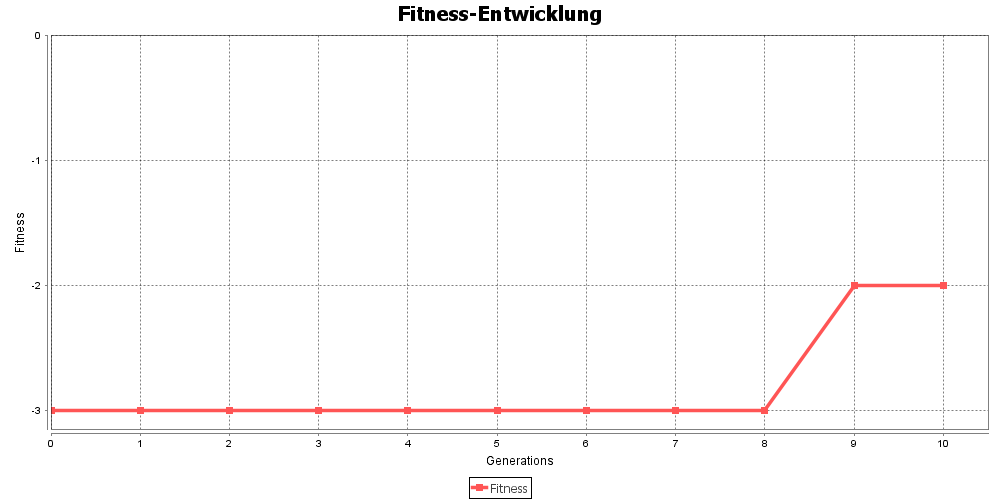 Fitness-Entwicklung
0
-1
-2
-3
Fitness
0 1 2 3 4 5 6 7 8 9 10
Generations
Fitness